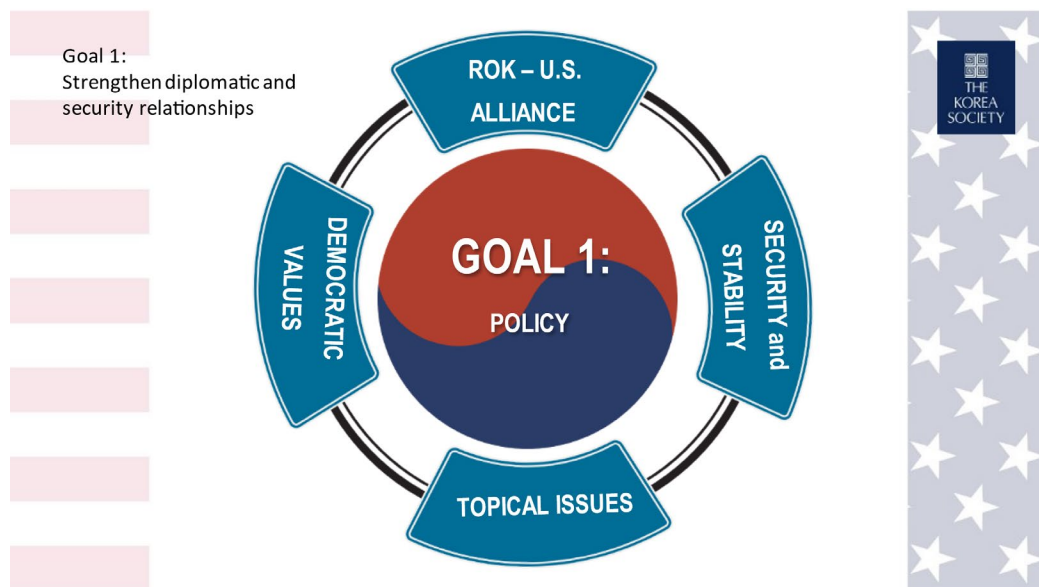 Goal 1:
Strengthen diplomatic and
security relationships
ROK – U.S.
ALLIANCE
THE
KOREA
SOCIETY
DEMOCRATIC
VALUES
GOAL 1:
POLICY
SECURITY and
STABILITY
TOPICAL ISSUES